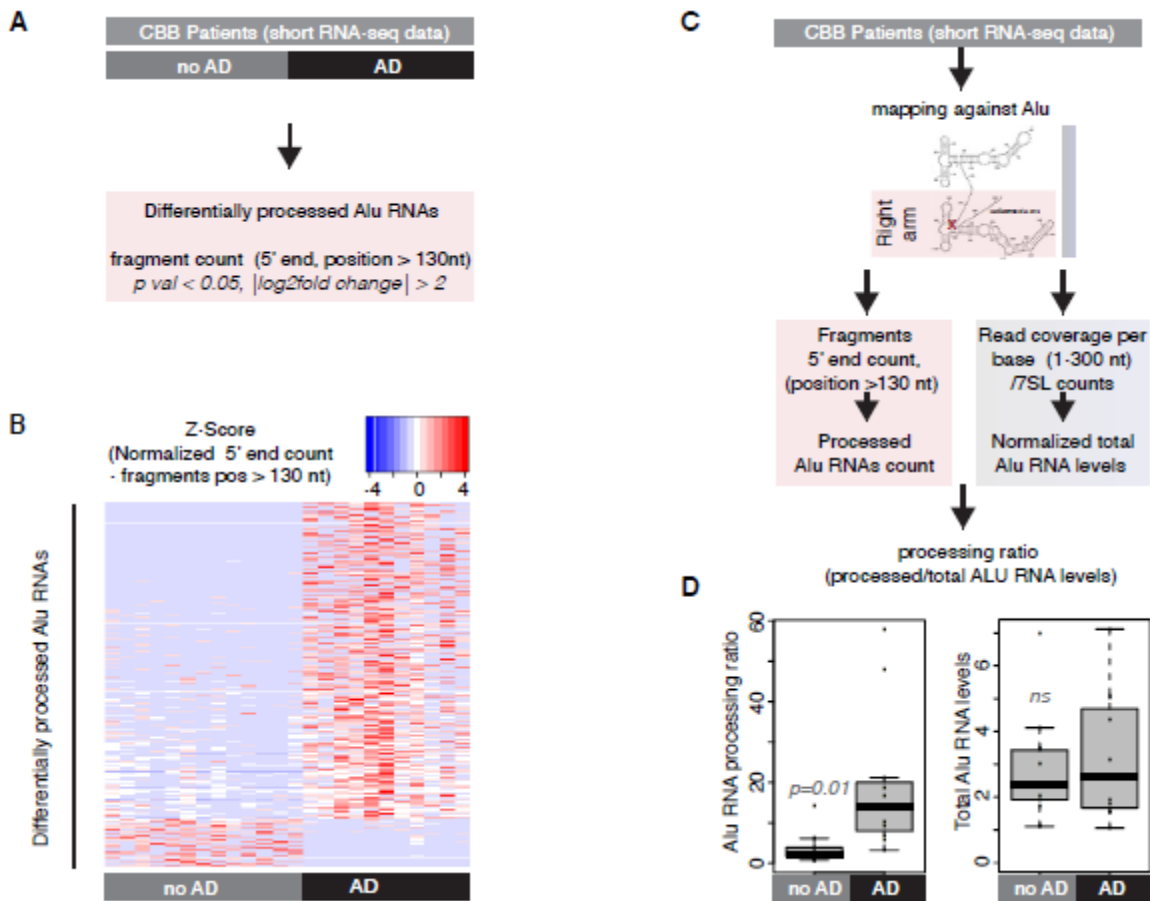 A
CBB Patients (short RNA-seq data)
no AD
AD
Differentially processed Alu RNAs
fragment count (5' end, position > 130nt)
p val < 0.05, |log2fold change| > 2
B
Z-Score
(Normalized 5' end count
- fragments pos > 130 nt)
-4
0
4
Differentially processed Alu RNAs
no AD
AD
C
CBB Patients (short RNA-seq data)
mapping against Alu
Right
arm
X
Fragments
5' end count,
(position >130 nt)
Processed
Alu RNAs count
Read coverage per
base (1-300 nt)
/7SL counts
Normalized total
Alu RNA levels
processing ratio
(processed/total ALU RNA levels)
D
Alu RNA processing ratio
60
40
20
0
p=0.01
no AD
AD
Total Alu RNA levels
6
4
2
0
ns
no AD
AD